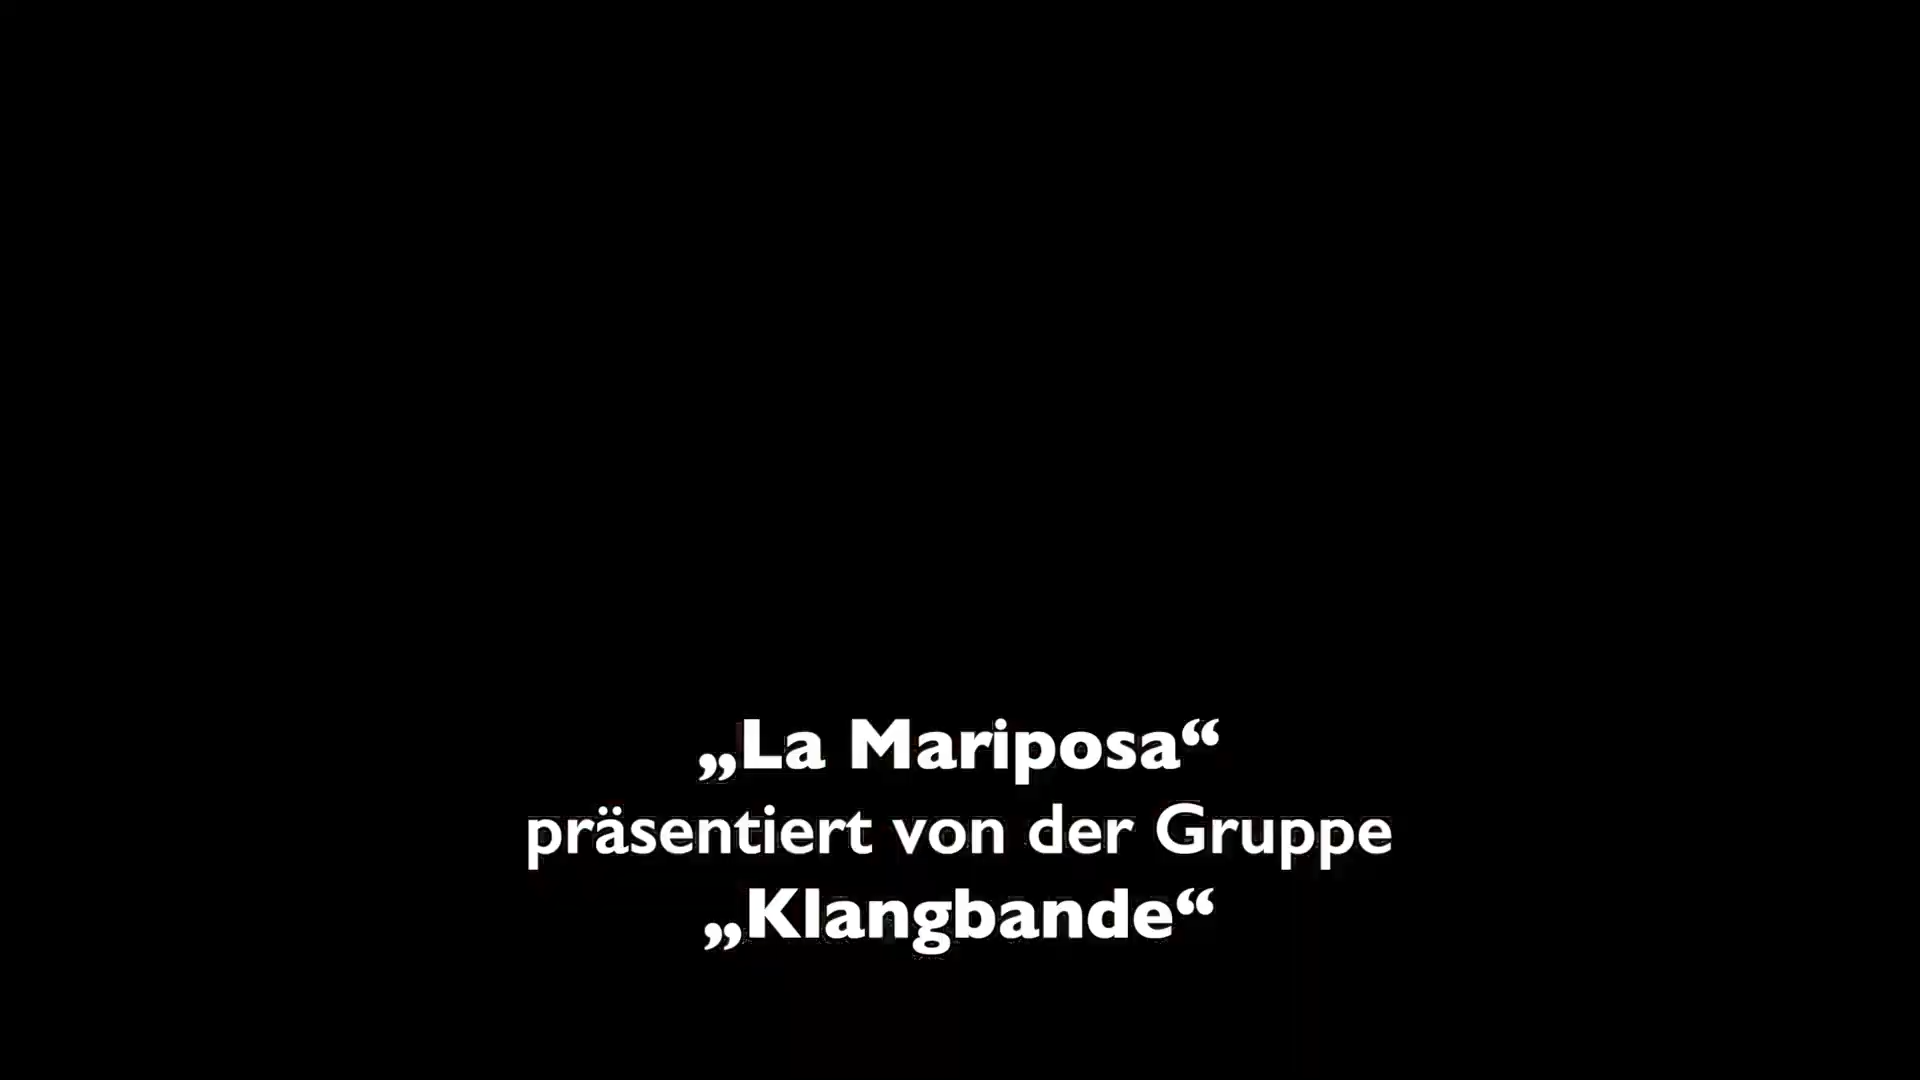 „La Mariposa“
präsentiert von der Gruppe
„Klangbande“